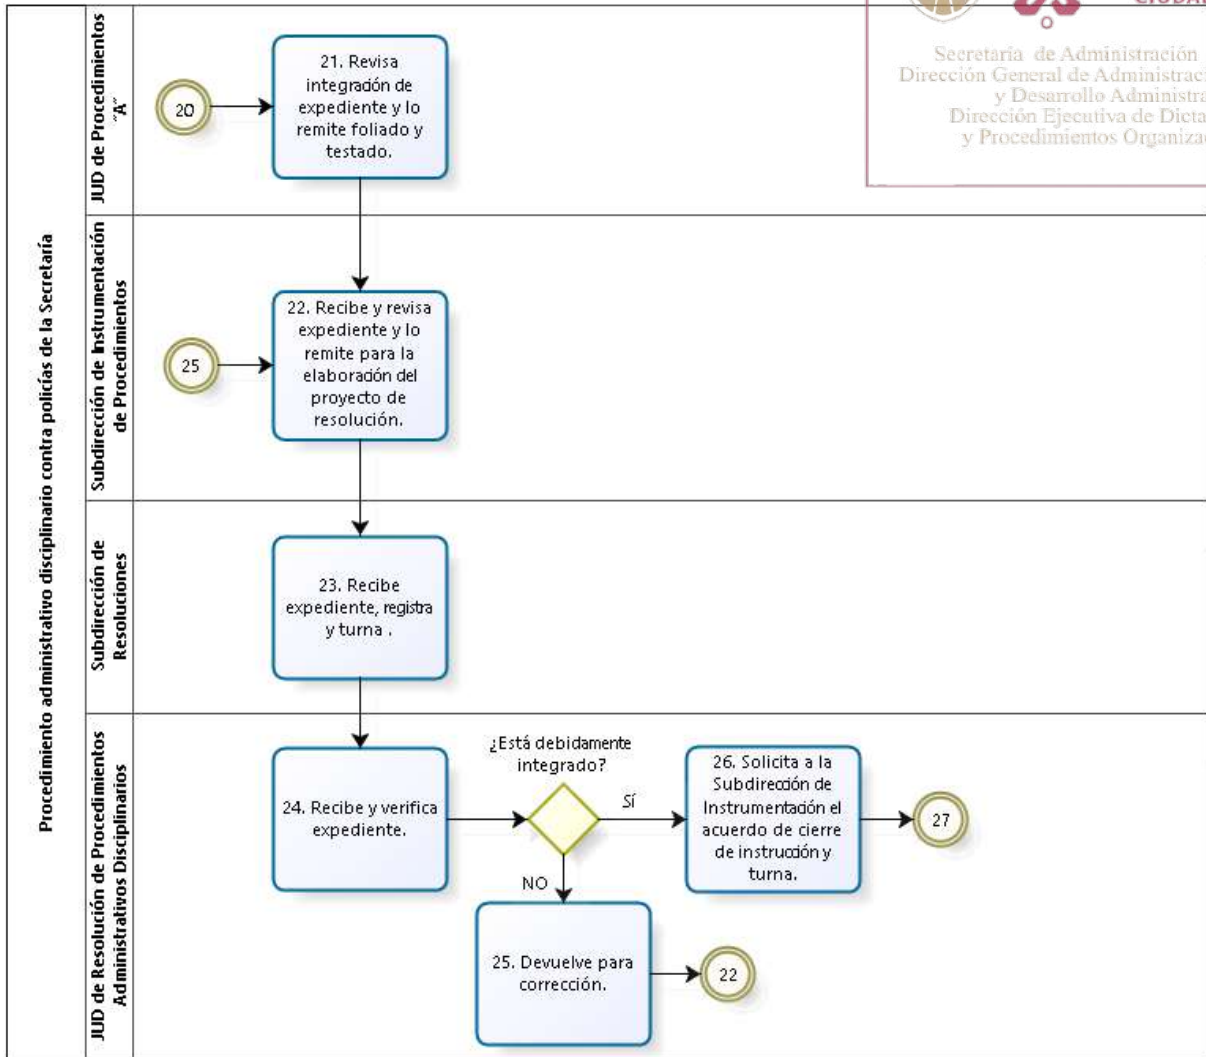 CIUDAD
Secretaría de Administración
Dirección General de Administraci
y Desarrollo Administra
Dirección Ejecutiva de Dicta
y Procedimientos Organiza
Procedimiento administrativo disciplinario contra policías de la Secretaría
JUD de Procedimientos
"A"
20
21. Revisa
integración de
expediente y lo
remite foliado y
testado.
Subdirección de Instrumentación
de Procedimientos
25
22. Recibe y revisa
expediente y lo
remite para la
elaboración del
proyecto de
resolución.
Subdirección de
Resoluciones
23. Recibe
expediente, registra
y turna .
JUD de Resolución de Procedimientos
Administrativos Disciplinarios
24. Recibe y verifica
expediente.
¿Está debidamente
integrado?
Sí
26. Solicita a la
Subdirección de
Instrumentación el
acuerdo de cierre
de instrucción y
turna.
27
NO
25. Devuelve para
corrección.
22